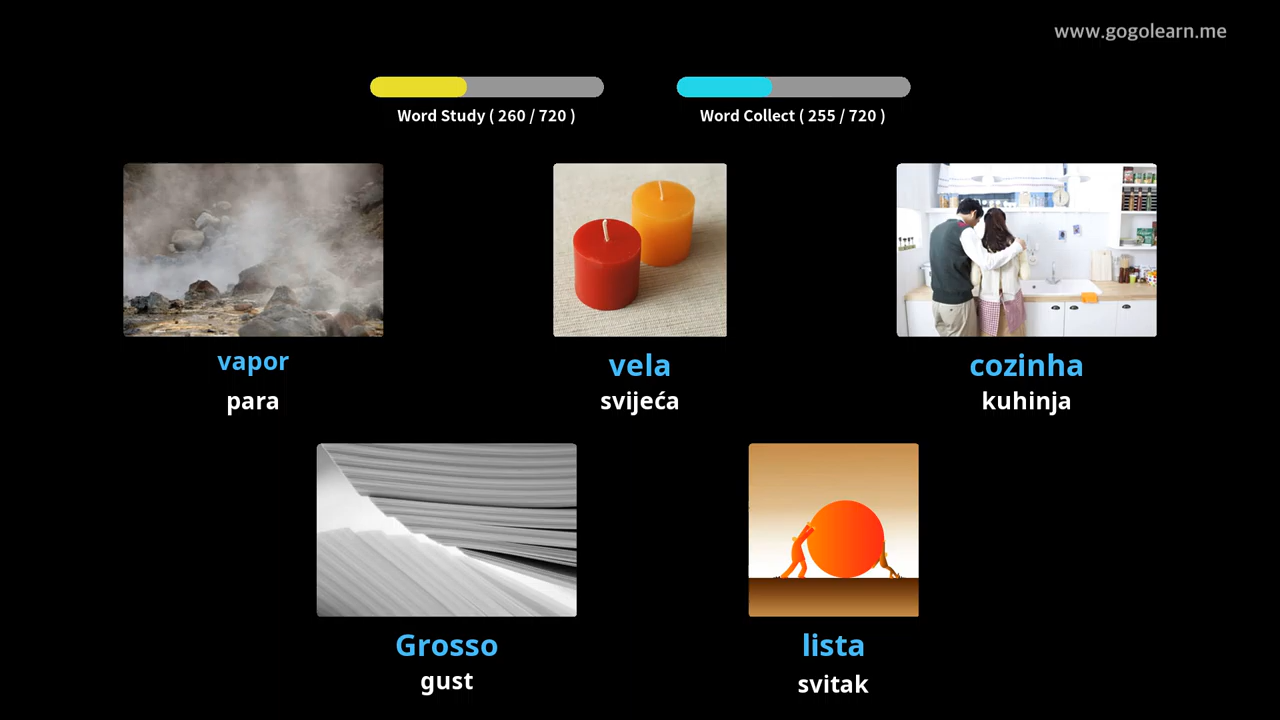 www.gogolearn.me
Word Study ( 260 / 720 )
Word Collect ( 255 / 720 )
vapor
para
vela
svijeća
cozinha
kuhinja
Grosso
gust
lista
svitak